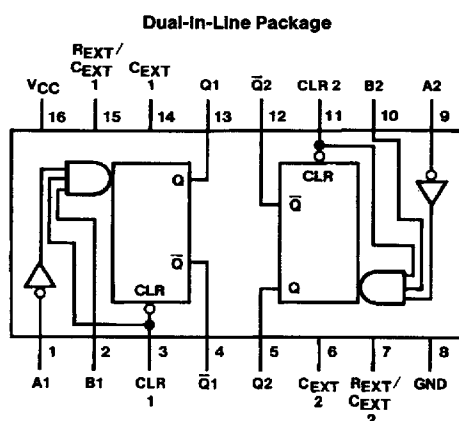 Dual-In-Line Package
VCC
REXT/
CEXT
1
CEXT
1
Q1
Q̅2
CLR 2
B2
A2
16
15
14
13
12
11
10
9
Q
Q̅
CLR
CLR
Q̅
Q
1
2
3
4
5
6
7
8
A1
B1
CLR
1
Q̅1
Q2
CEXT
2
REXT/
CEXT
2
GND